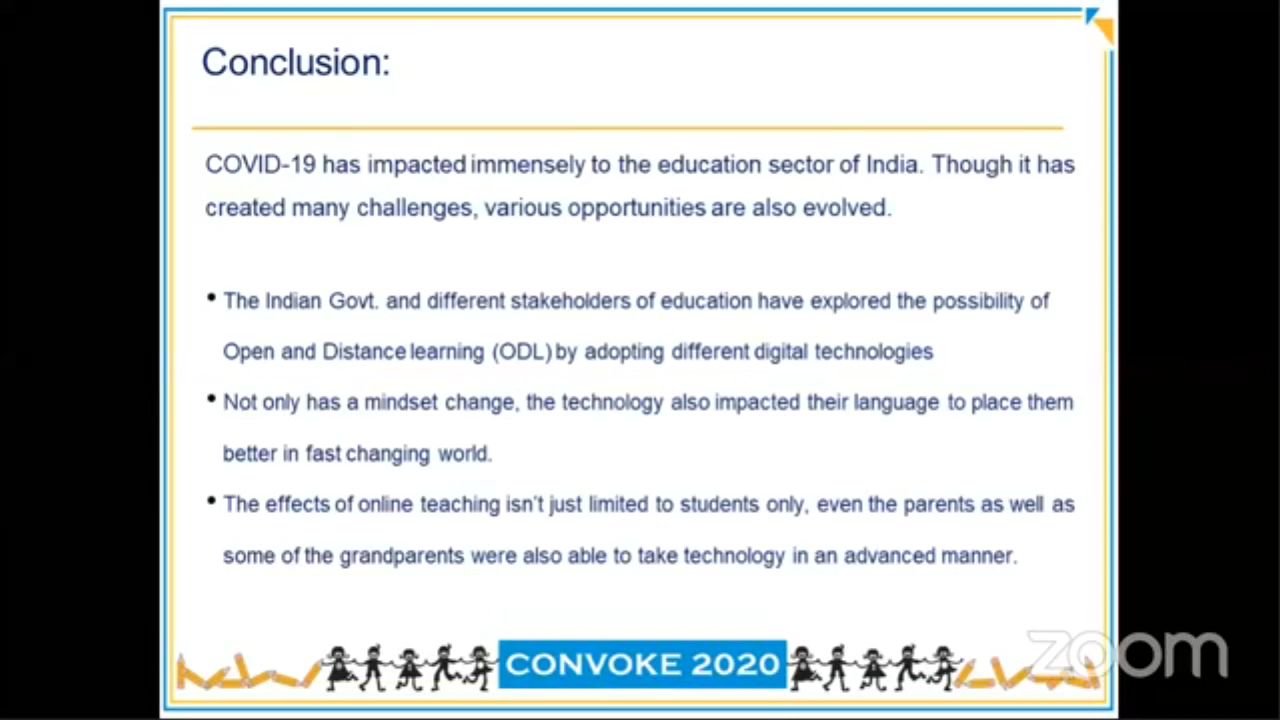 Conclusion:
COVID-19 has impacted immensely to the education sector of India. Though it has
created many challenges, various opportunities are also evolved.
• The Indian Govt. and different stakeholders of education have explored the possibility of
Open and Distance learning (ODL) by adopting different digital technologies
• Not only has a mindset change, the technology also impacted their language to place them
better in fast changing world.
• The effects of online teaching isn't just limited to students only, even the parents as well as
some of the grandparents were also able to take technology in an advanced manner.
CONVOKE 2020
zoom